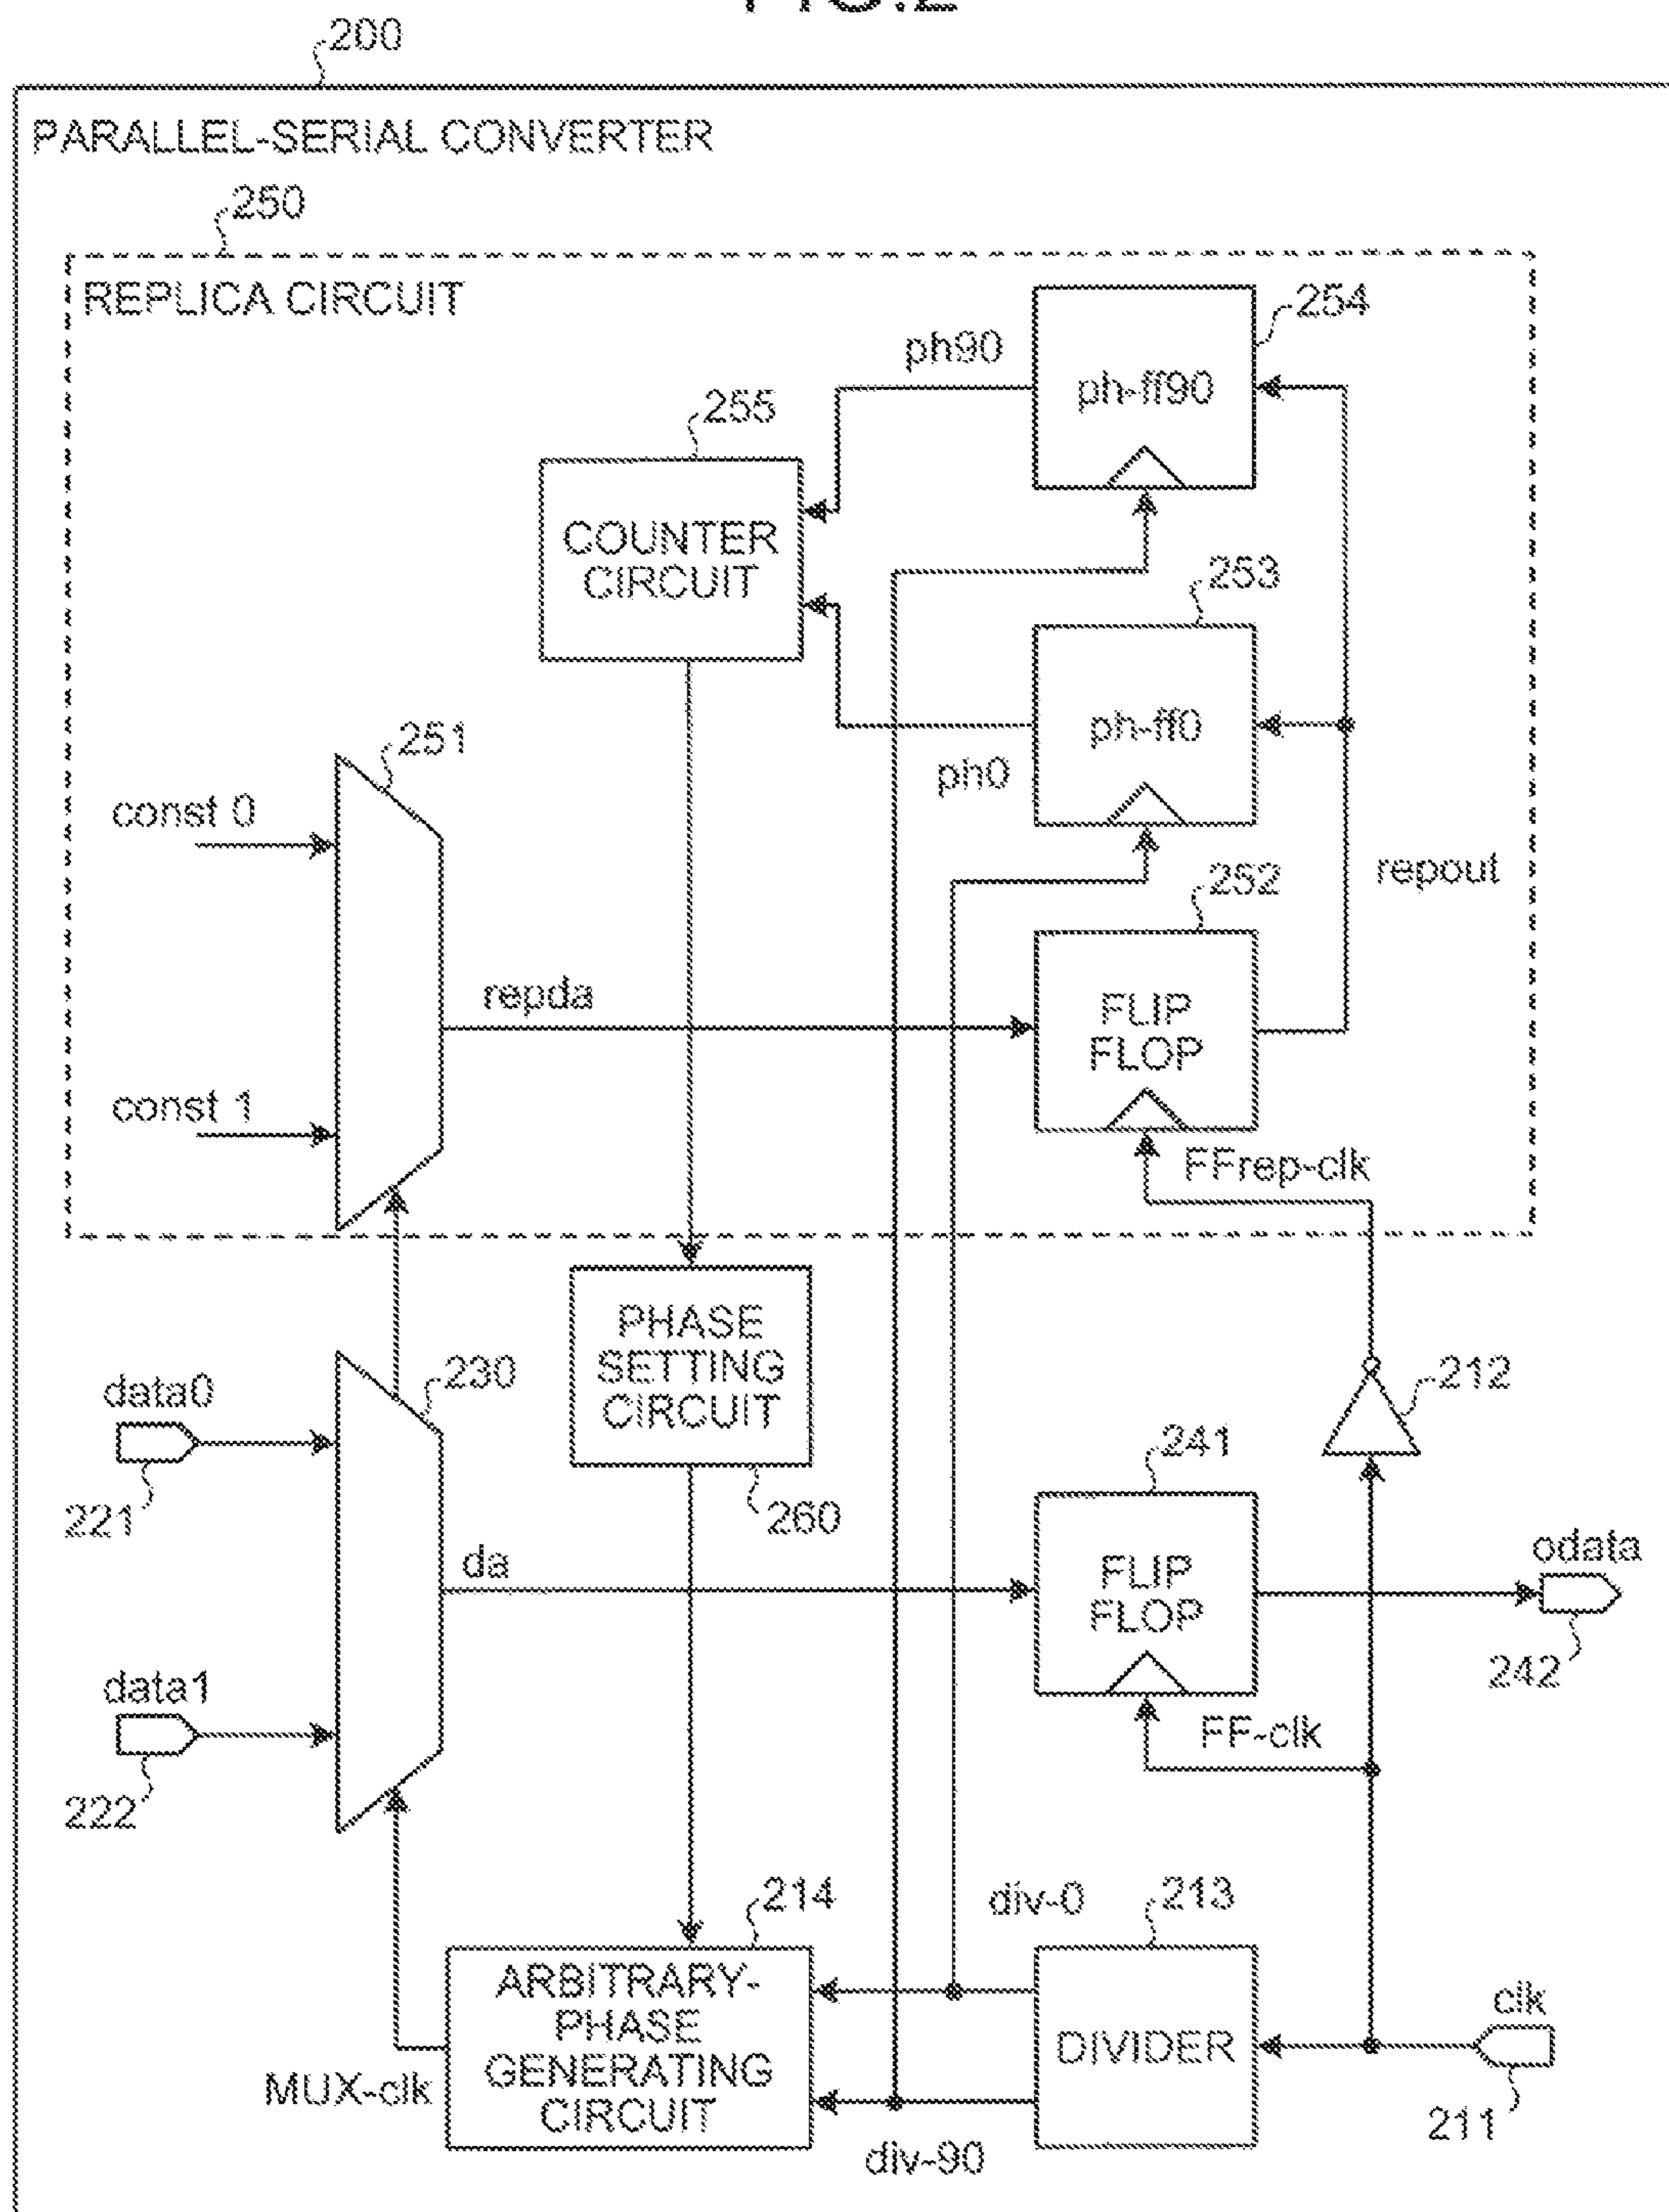 FIG.2
200
PARALLEL-SERIAL CONVERTER
250
REPLICA CIRCUIT
254
ph90
ph-ff90
255
COUNTER
CIRCUIT
253
ph-ff0
ph0
251
const 0
252
repout
repda
FLIP
FLOP
const 1
FFrep-clk
PHASE
SETTING
CIRCUIT
230
212
data0
221
260
241
da
FLIP
FLOP
odata
242
data1
222
FF-clk
214
div-0
213
ARBITRARY-
PHASE
GENERATING
CIRCUIT
DIVIDER
clk
MUX-clk
211
div-90